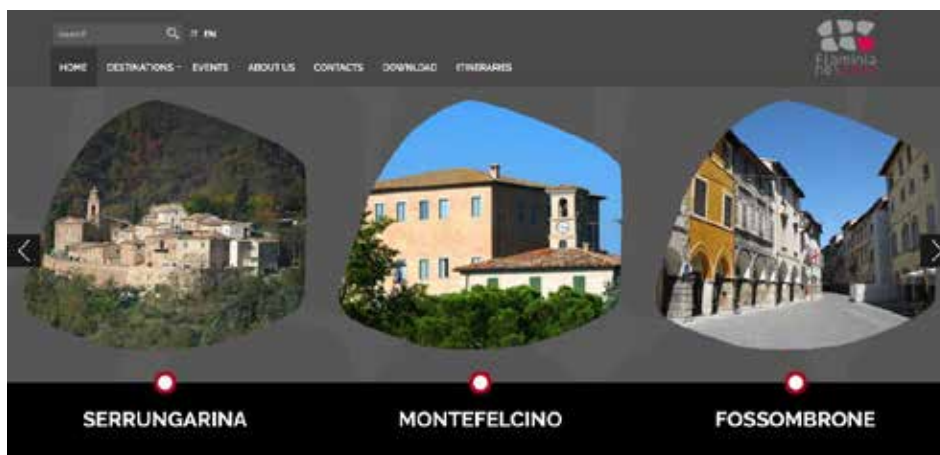 Search IT EN
HOME DESTINATIONS EVENTS ABOUT US CONTACTS DOWNLOAD ITINERARIES
Flaminia
SERRUNGARINA MONTEFELCINO FOSSOMBRONE